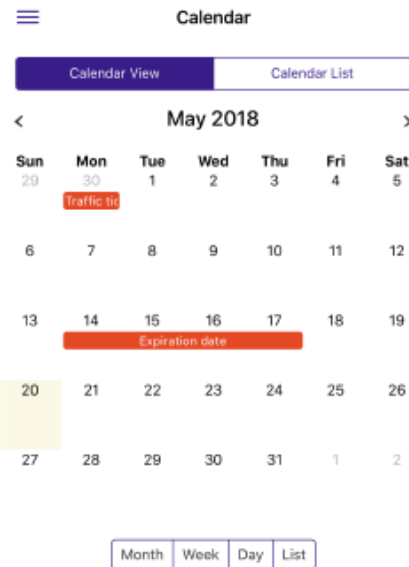 Calendar
Calendar View Calendar List
< May 2018 >
Sun Mon Tue Wed Thu Fri Sat
29 30 1 2 3 4 5
Traffic tic
6 7 8 9 10 11 12
13 14 15 16 17 18 19
Expiration date
20 21 22 23 24 25 26
27 28 29 30 31 1 2
Month Week Day List